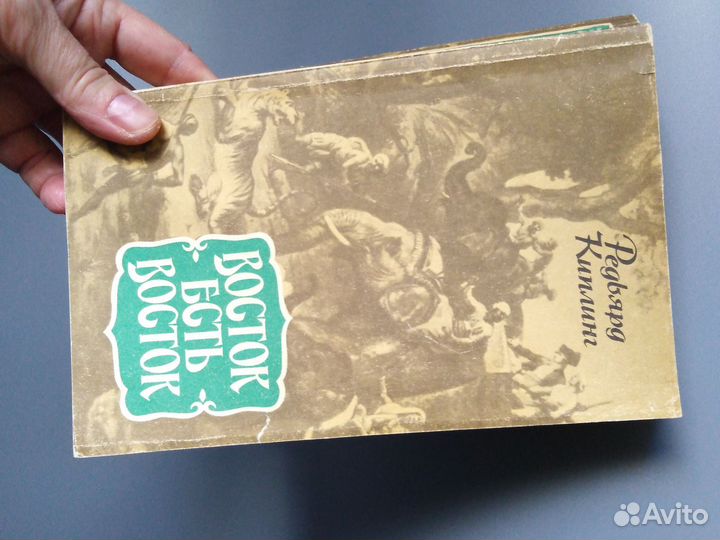 Редьярд
Киплинг
ВОСТОК
ЕСТЬ
ВОСТОК
Avito